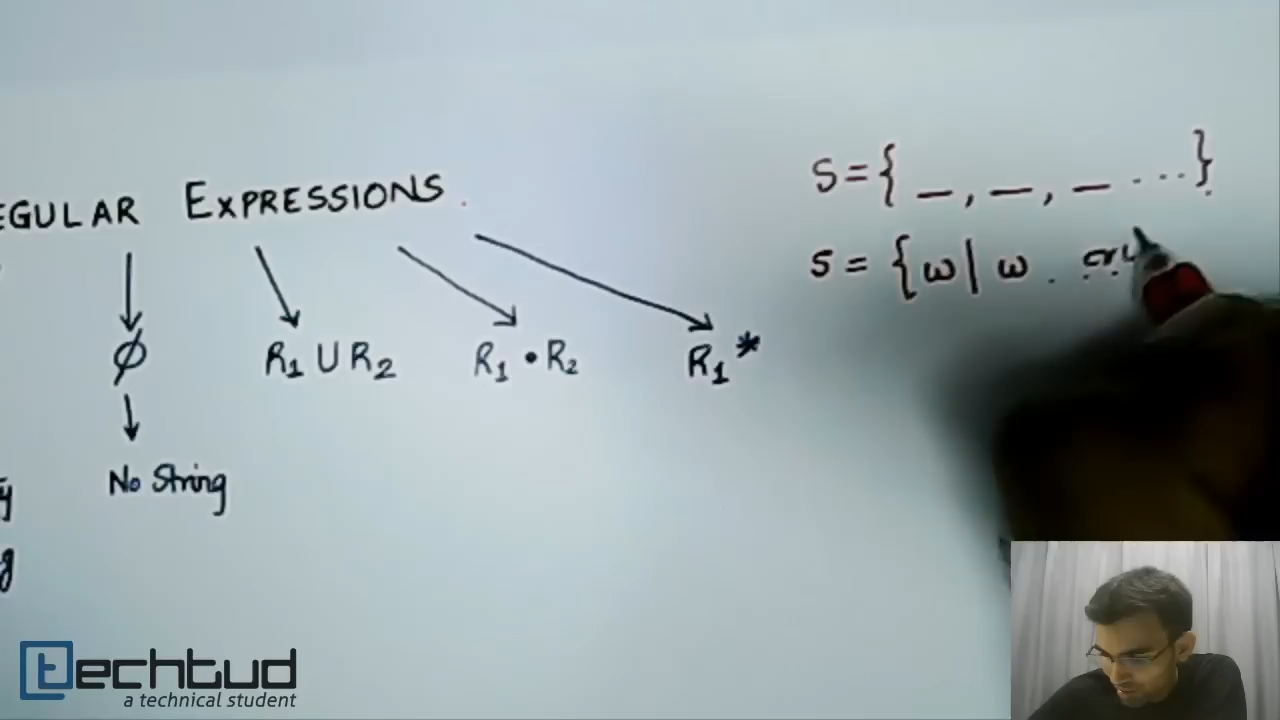 EGULAR EXPRESSIONS.
S = { _, _, _ ... }
S = { w | w
∅
R1 U R2
R1 • R2
R1*
No String
y
g
techtud
a technical student